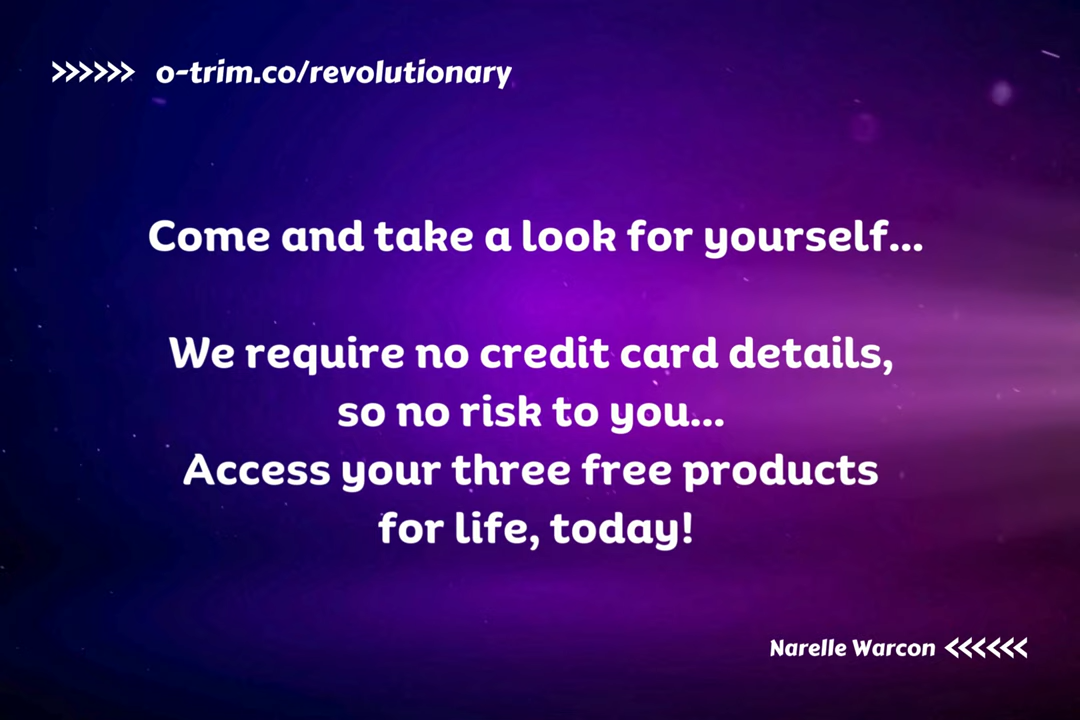 >>>>>> o-trim.co/revolutionary
Come and take a look for yourself...
We require no credit card details,
so no risk to you...
Access your three free products
for life, today!
Narelle Warcon <<<<<<